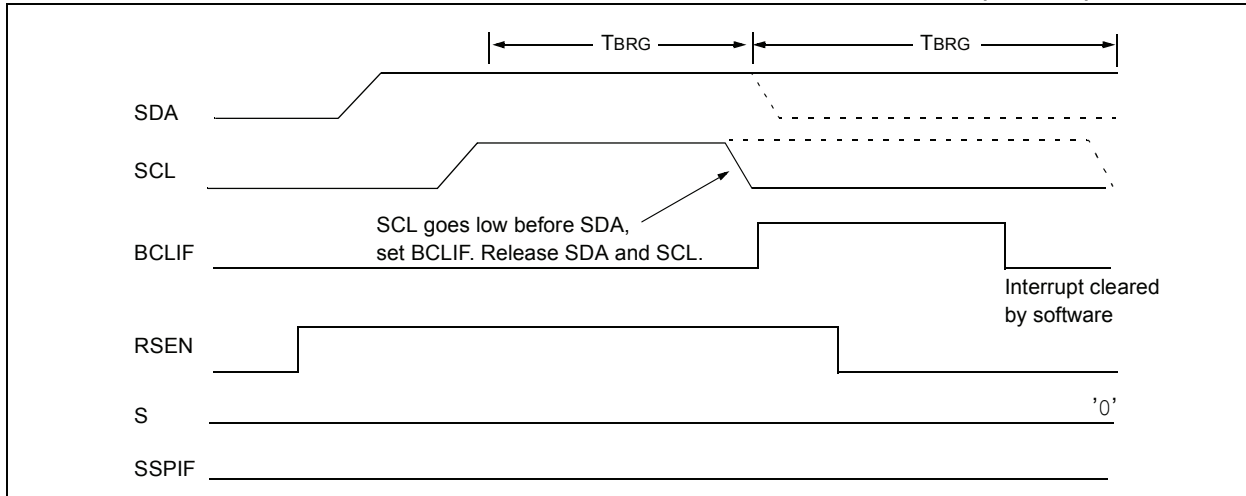 TBRG TBRG
SDA
SCL
SCL goes low before SDA,
set BCLIF. Release SDA and SCL.
BCLIF
Interrupt cleared
by software
RSEN
S '0'
SSPIF